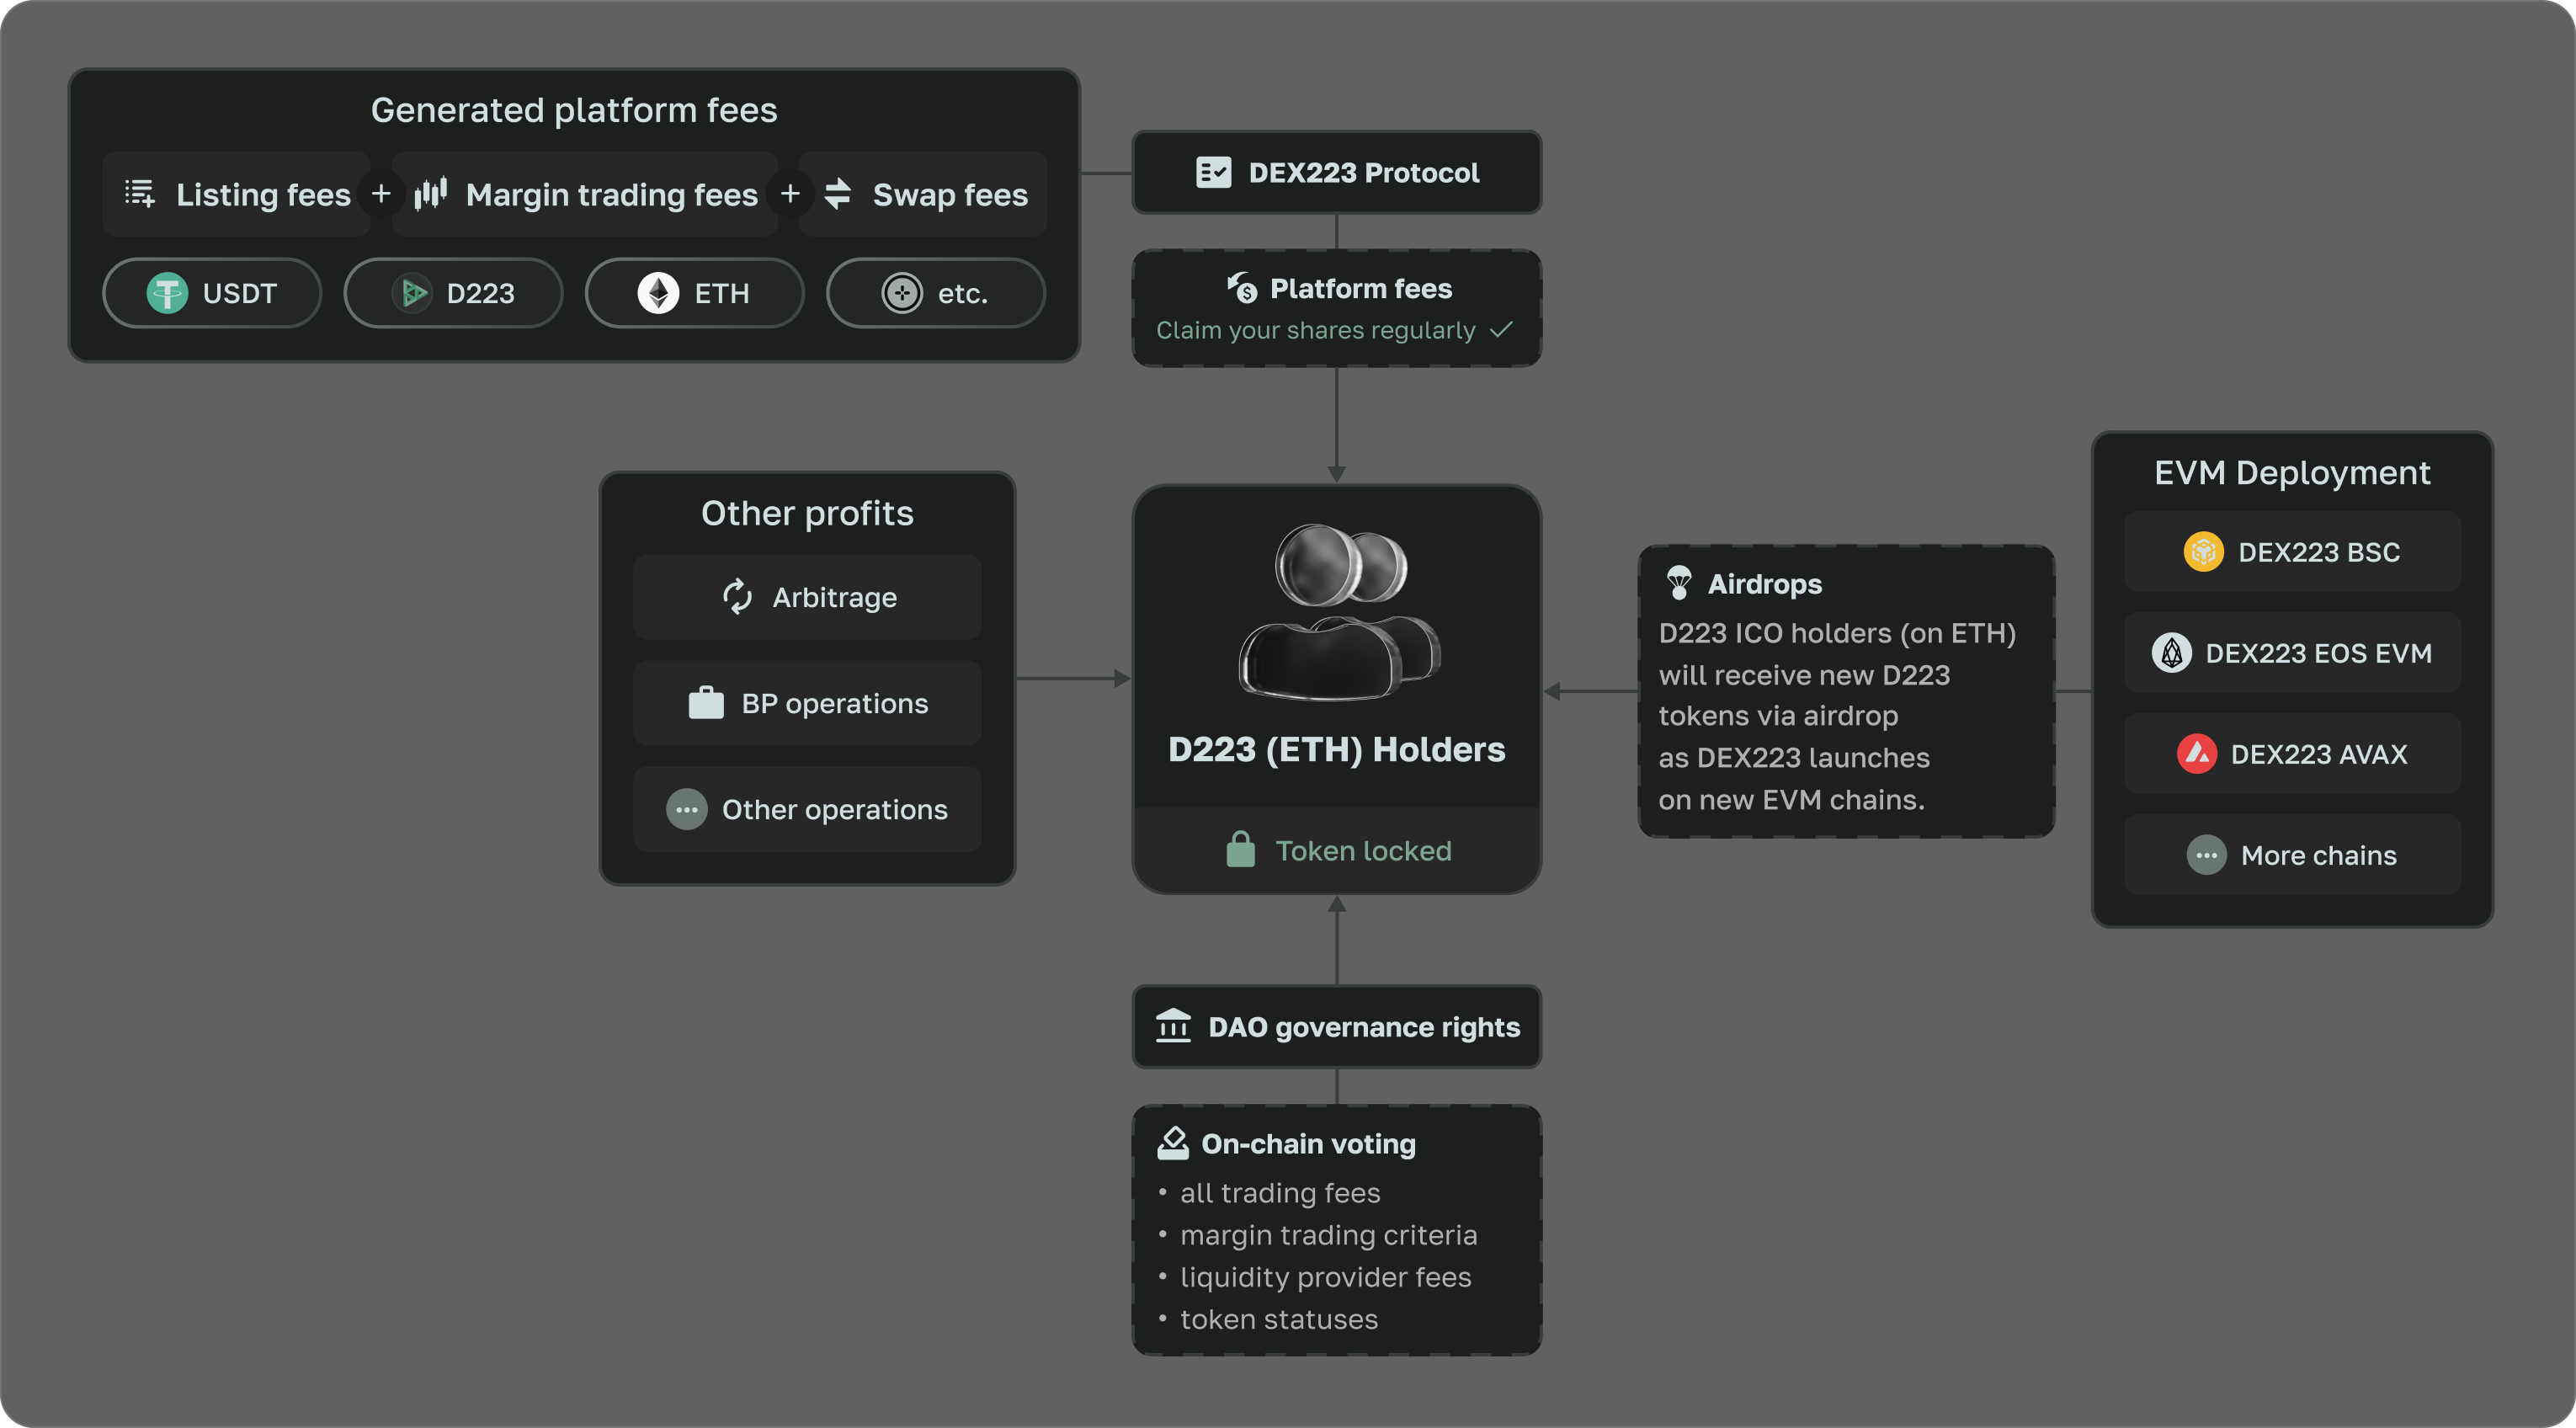 Generated platform fees
Listing fees + Margin trading fees + Swap fees
USDT D223 ETH etc.
DEX223 Protocol
Platform fees
Claim your shares regularly
Other profits
Arbitrage
BP operations
Other operations
D223 (ETH) Holders
Token locked
Airdrops
D223 ICO holders (on ETH)
will receive new D223
tokens via airdrop
as DEX223 launches
on new EVM chains.
EVM Deployment
DEX223 BSC
DEX223 EOS EVM
DEX223 AVAX
More chains
DAO governance rights
On-chain voting
• all trading fees
• margin trading criteria
• liquidity provider fees
• token statuses